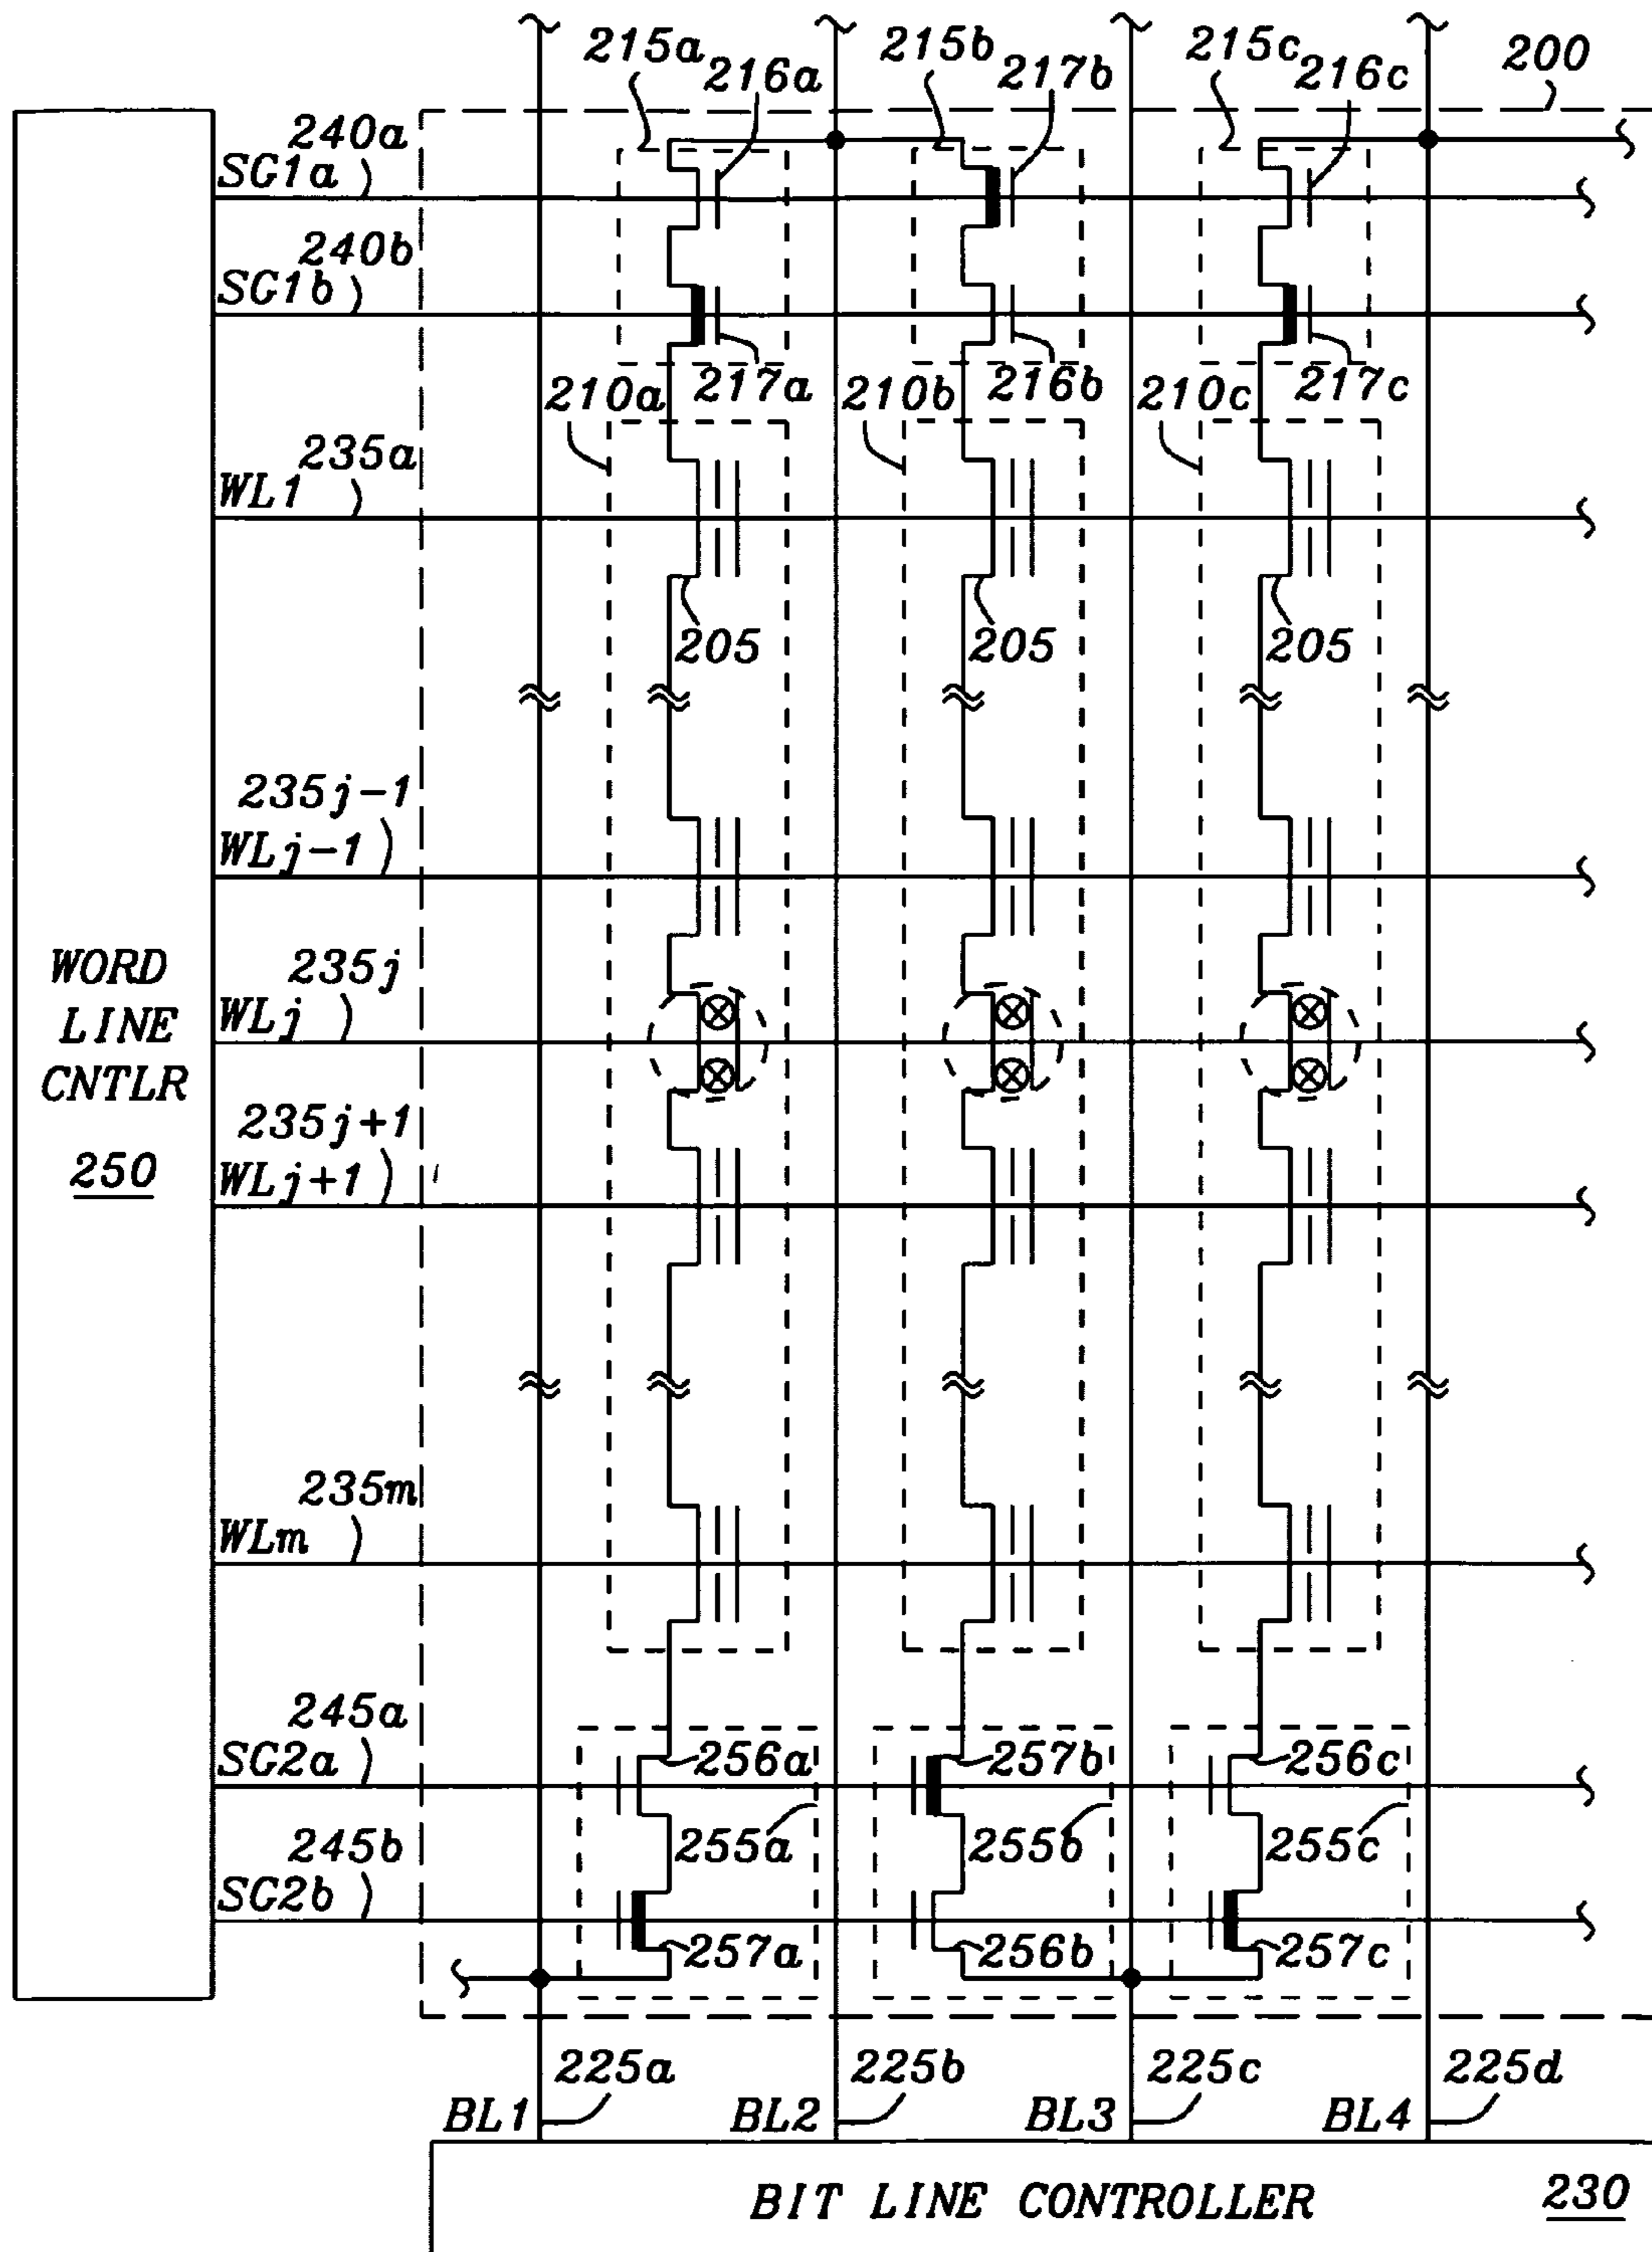 215a 215b 215c 200
216a 217b 216c
240a
SG1a
240b
SG1b
217a 216b 217c
210a 210b 210c
235a
WL1
205 205 205
235j-1
WLj-1
235j
WLj
235j+1
WLj+1
WORD
LINE
CNTLR
250
235m
WLm
245a
SG2a 256a 257b 256c
255a 255b 255c
245b
SG2b
257a 256b 257c
225a 225b 225c 225d
BL1 BL2 BL3 BL4
BIT LINE CONTROLLER 230